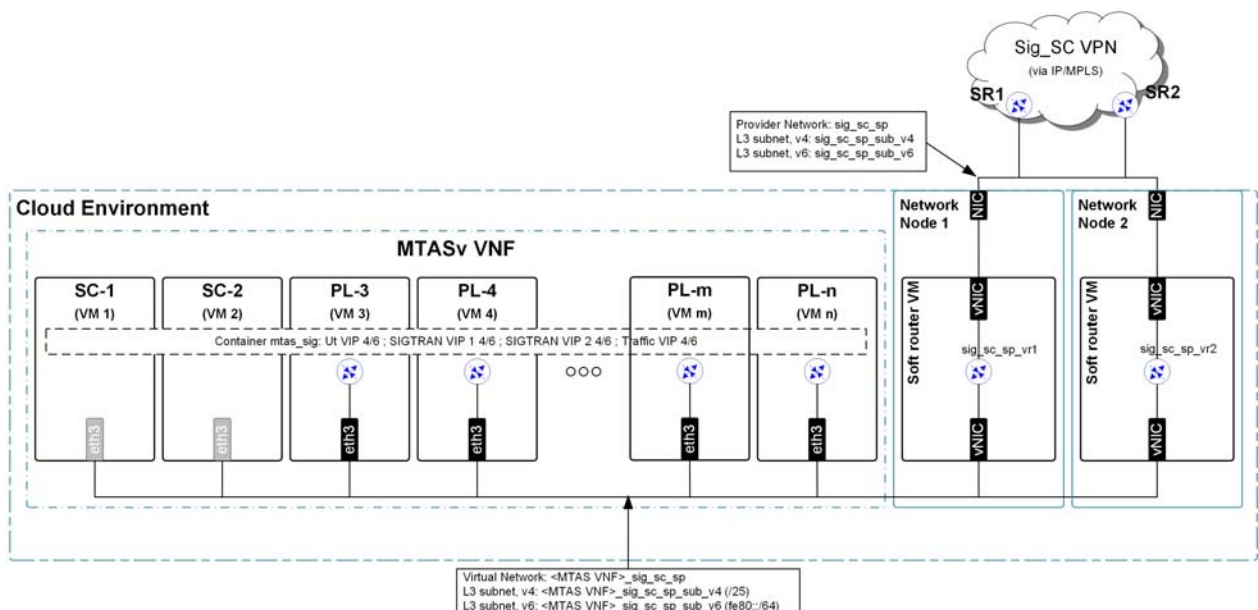 Sig_SC VPN
(via IP/MPLS)
SR1
SR2
Provider Network: sig_sc_sp
L3 subnet, v4: sig_sc_sp_sub_v4
L3 subnet, v6: sig_sc_sp_sub_v6
Cloud Environment
Network
Node 1
NIC
Network
Node 2
NIC
MTASv VNF
SC-1
(VM 1)
SC-2
(VM 2)
PL-3
(VM 3)
PL-4
(VM 4)
PL-m
(VM m)
PL-n
(VM n)
Container mtas_sig: Ut VIP 4/6 ; SIGTRAN VIP 1 4/6 ; SIGTRAN VIP 2 4/6 ; Traffic VIP 4/6
Soft router VM
vNIC
sig_sc_sp_vr1
vNIC
Soft router VM
vNIC
sig_sc_sp_vr2
vNIC
eth3
eth3
eth3
eth3
eth3
eth3
Virtual Network: <MTAS VNF>_sig_sc_sp
L3 subnet, v4: <MTAS VNF>_sig_sc_sp_sub_v4 (/25)
L3 subnet, v6: <MTAS VNF>_sig_sc_sp_sub_v6 (fe80::/64)